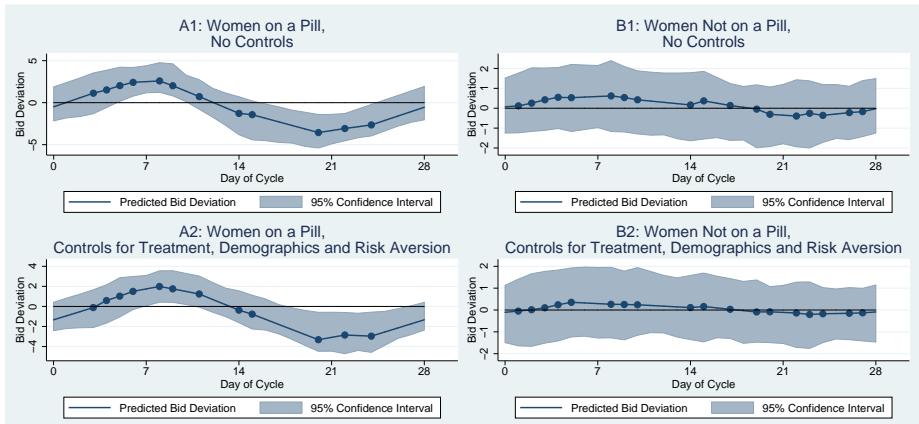 A1: Women on a Pill,
No Controls
Bid Deviation
5
0
-5
0 7 14 21 28
Day of Cycle
Predicted Bid Deviation 95% Confidence Interval
B1: Women Not on a Pill,
No Controls
Bid Deviation
2
1
0
-1
-2
0 7 14 21 28
Day of Cycle
Predicted Bid Deviation 95% Confidence Interval
A2: Women on a Pill,
Controls for Treatment, Demographics and Risk Aversion
Bid Deviation
4
2
0
-2
-4
0 7 14 21 28
Day of Cycle
Predicted Bid Deviation 95% Confidence Interval
B2: Women Not on a Pill,
Controls for Treatment, Demographics and Risk Aversion
Bid Deviation
2
1
0
-1
-2
0 7 14 21 28
Day of Cycle
Predicted Bid Deviation 95% Confidence Interval